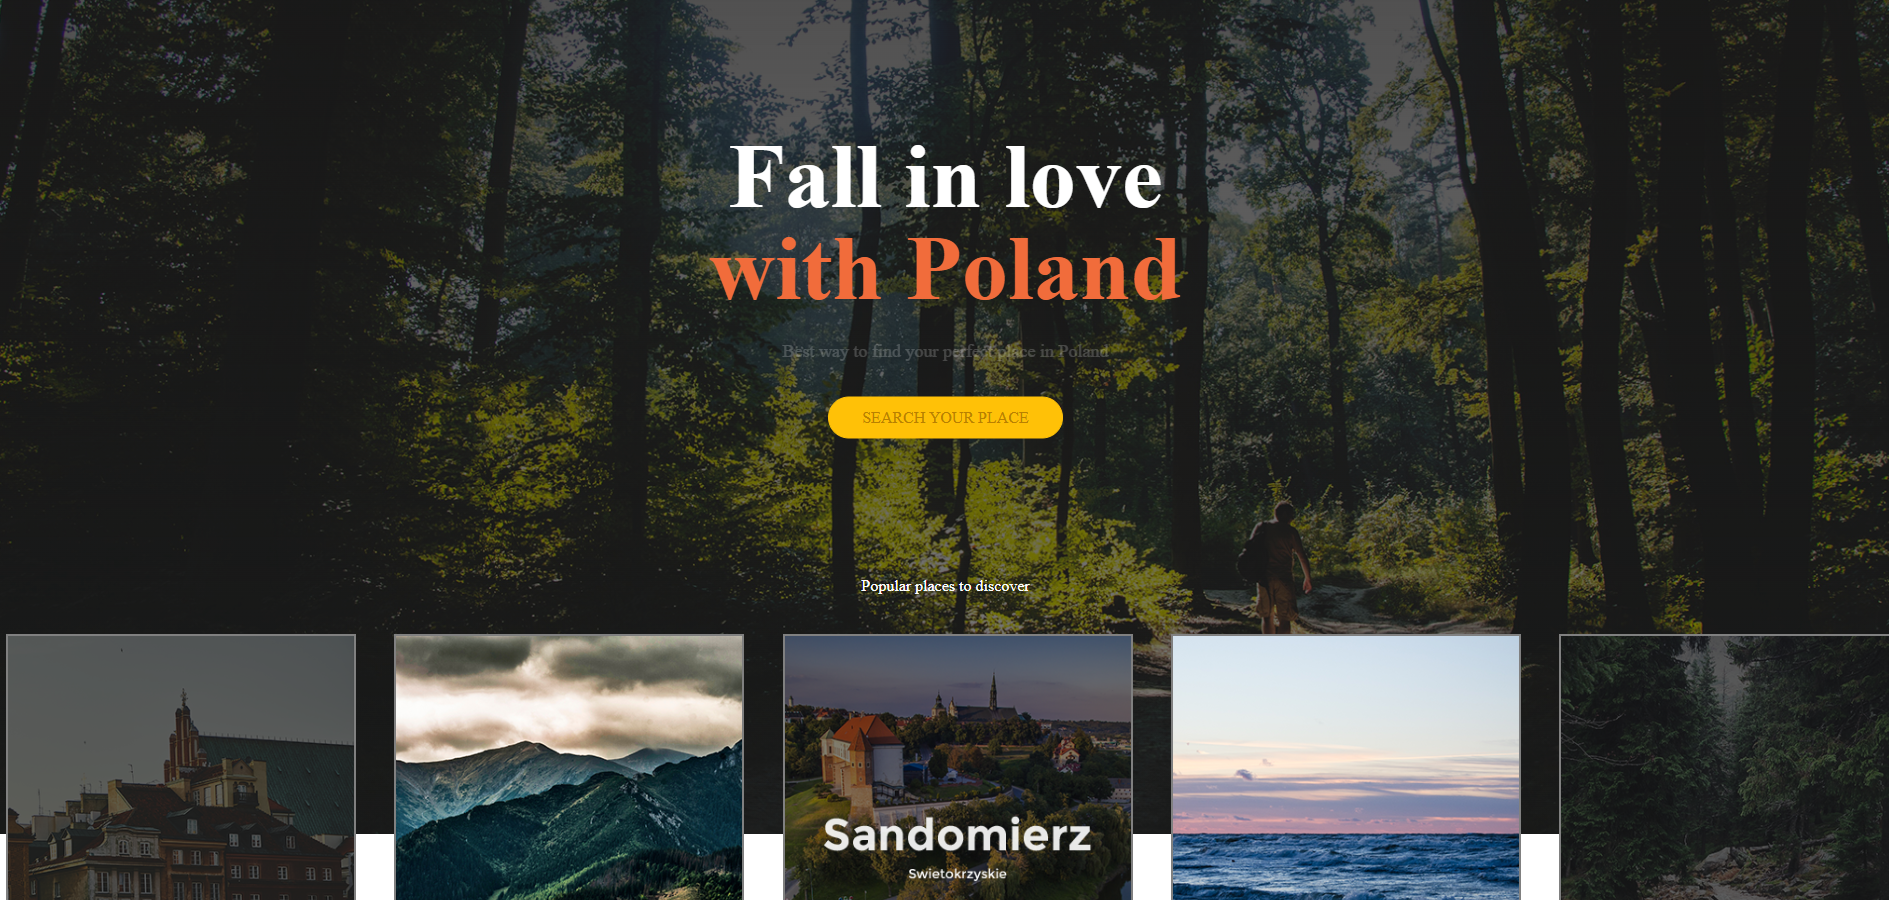 Fall in love
with Poland
Best way to find your perfect place in Poland
SEARCH YOUR PLACE
Popular places to discover
Sandomierz
Swietokrzyskie